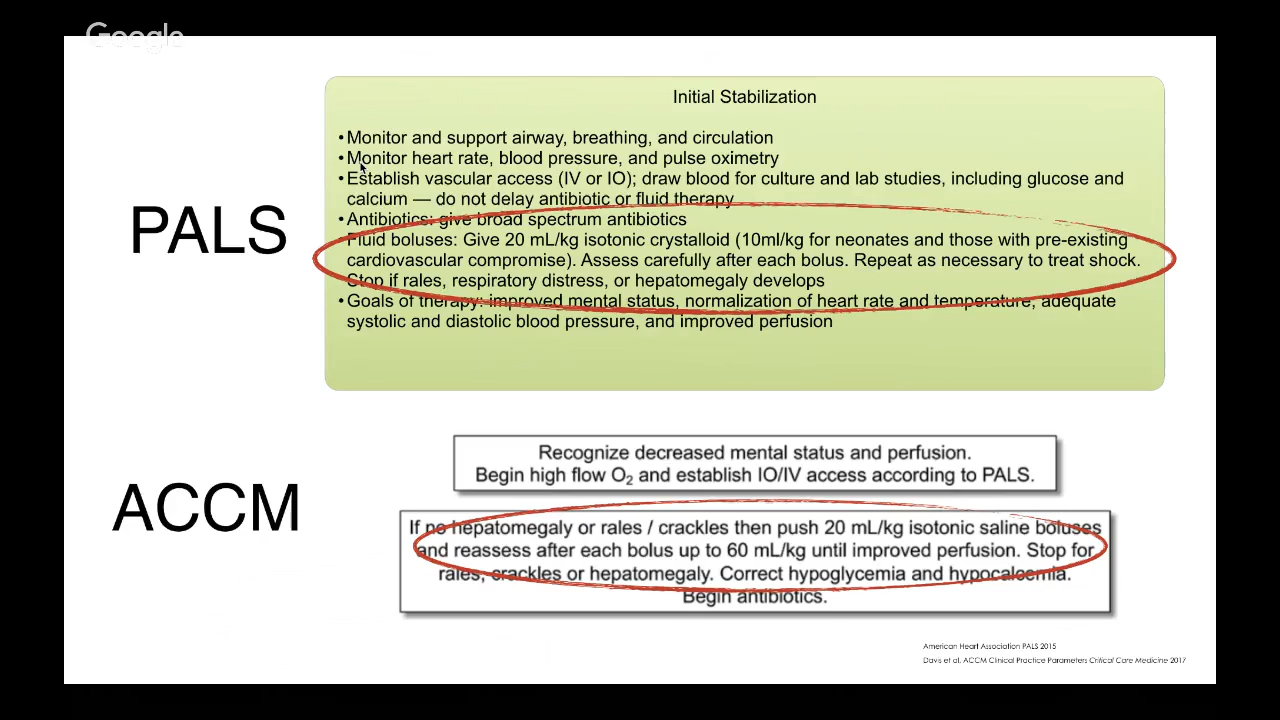 Google
Initial Stabilization
•Monitor and support airway, breathing, and circulation
•Monitor heart rate, blood pressure, and pulse oximetry
•Establish vascular access (IV or IO); draw blood for culture and lab studies, including glucose and
calcium — do not delay antibiotic or fluid therapy
PALS
•Antibiotics: give broad spectrum antibiotics
Fluid boluses: Give 20 mL/kg isotonic crystalloid (10ml/kg for neonates and those with pre-existing
cardiovascular compromise). Assess carefully after each bolus. Repeat as necessary to treat shock.
Stop if rales, respiratory distress, or hepatomegaly develops
•Goals of therapy: improved mental status, normalization of heart rate and temperature, adequate
systolic and diastolic blood pressure, and improved perfusion
Recognize decreased mental status and perfusion.
Begin high flow O₂ and establish IO/IV access according to PALS.
ACCM
If no hepatomegaly or rales / crackles then push 20 mL/kg isotonic saline boluses
and reassess after each bolus up to 60 mL/kg until improved perfusion. Stop for
rales, crackles or hepatomegaly. Correct hypoglycemia and hypocalcemia.
Begin antibiotics.
American Heart Association PALS 2015
Davis et al. ACCM Clinical Practice Parameters Critical Care Medicine 2017